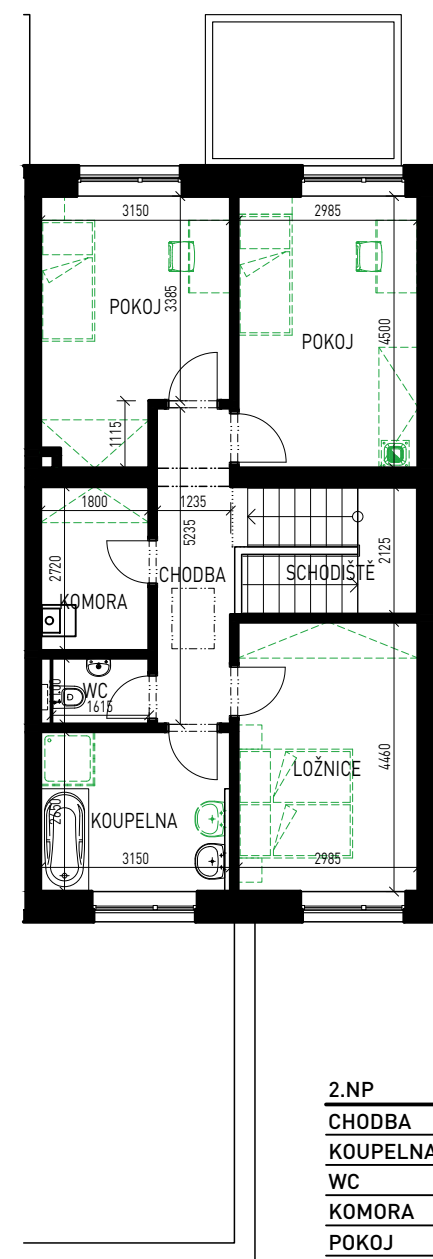 3150
2985
POKOJ
3385
POKOJ
4500
1115
1800
1235
5235
2720
CHODBA
SCHODIŠTĚ
2125
KOMORA
WC
1615
LOŽNICE
4460
2650
KOUPELNA
3150
2985
2.NP
CHODBA
KOUPELNA
WC
KOMORA
POKOJ